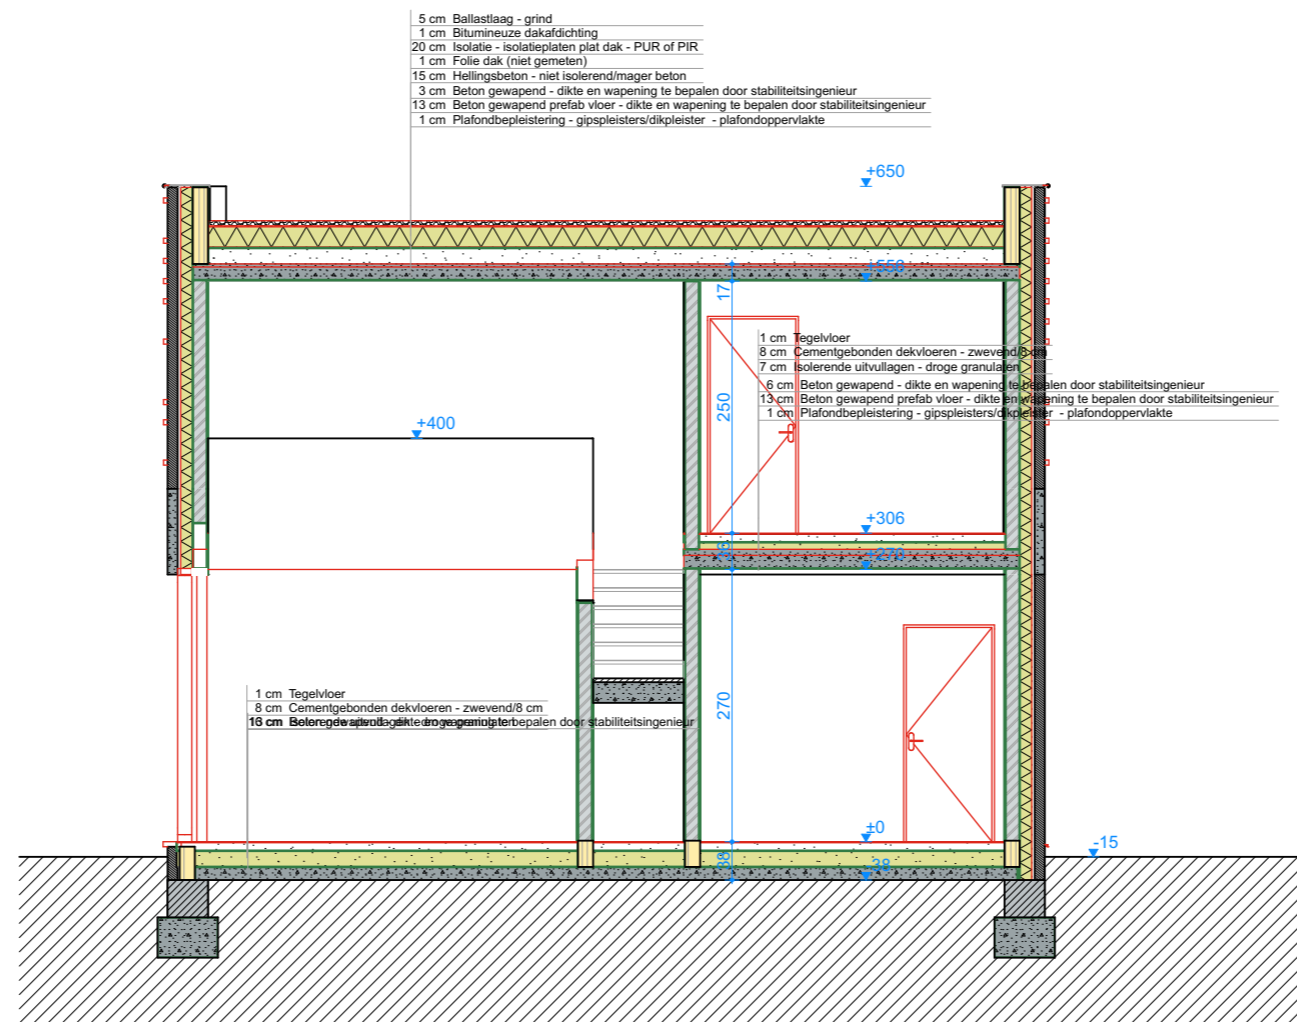 5 cm Ballastlaag - grind
1 cm Bitumineuze dakafdichting
20 cm Isolatie - isolatieplaten plat dak - PUR of PIR
1 cm Folie dak (niet gemeten)
15 cm Hellingsbeton - niet isolerend/mager beton
3 cm Beton gewapend - dikte en wapening te bepalen door stabiliteitsingenieur
13 cm Beton gewapend prefab vloer - dikte en wapening te bepalen door stabiliteitsingenieur
1 cm Plafondbepleistering - gipspleisters/dikpleister - plafondoppervlakte
+650
+550
17
1 cm Tegelvloer
8 cm Cementgebonden dekvloeren - zwevend/8 cm
7 cm Isolerende uitvullagen - droge granulaten
6 cm Beton gewapend - dikte en wapening te bepalen door stabiliteitsingenieur
13 cm Beton gewapend prefab vloer - dikte en wapening te bepalen door stabiliteitsingenieur
1 cm Plafondbepleistering - gipspleisters/dikpleister - plafondoppervlakte
250
+400
+306
+270
270
1 cm Tegelvloer
8 cm Cementgebonden dekvloeren - zwevend/8 cm
te bepalen door stabiliteitsingenieur
±0
-15
38
-38